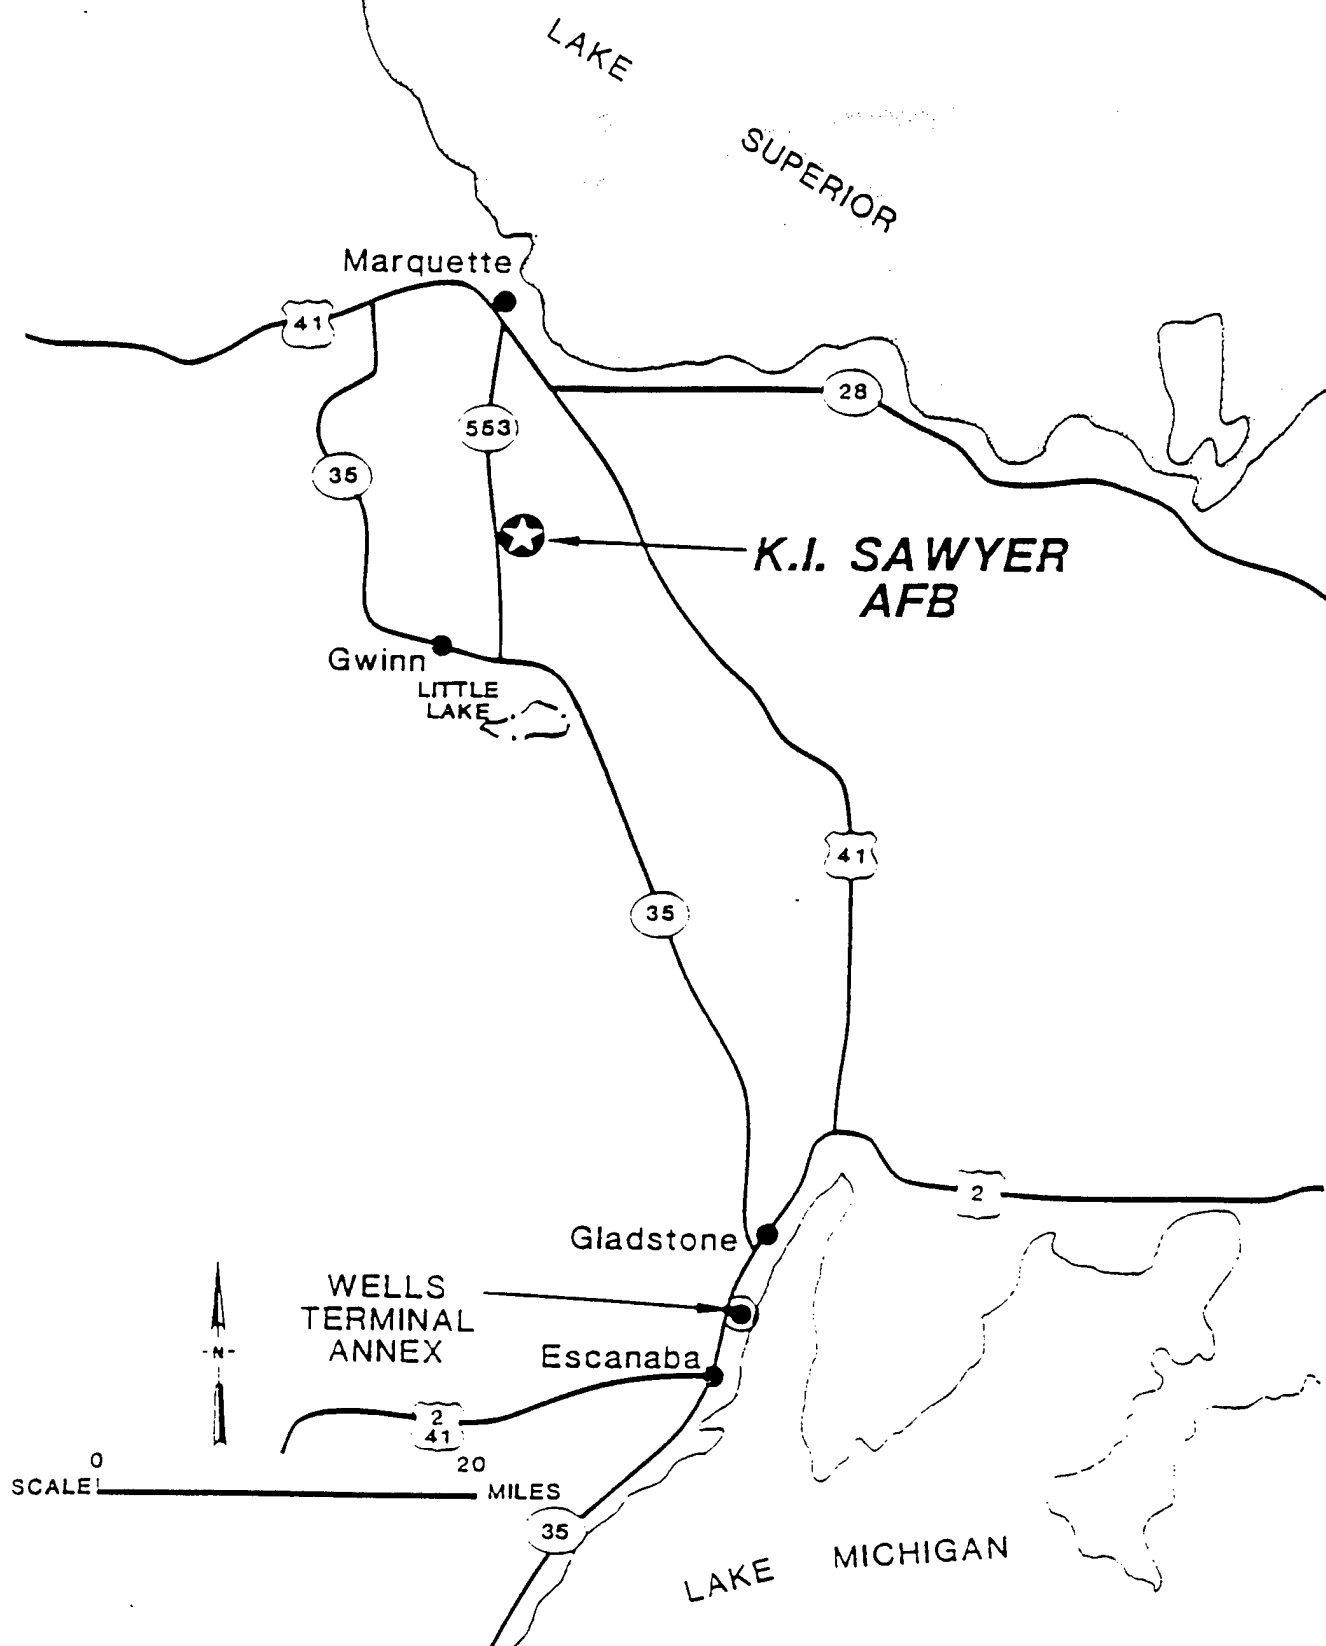 LAKE
SUPERIOR
Marquette
41
28
553
35
K.I. SAWYER
AFB
Gwinn
LITTLE
LAKE
41
35
2
Gladstone
WELLS
TERMINAL
ANNEX
-N-
Escanaba
2
41
0 20
SCALE MILES
35
LAKE MICHIGAN